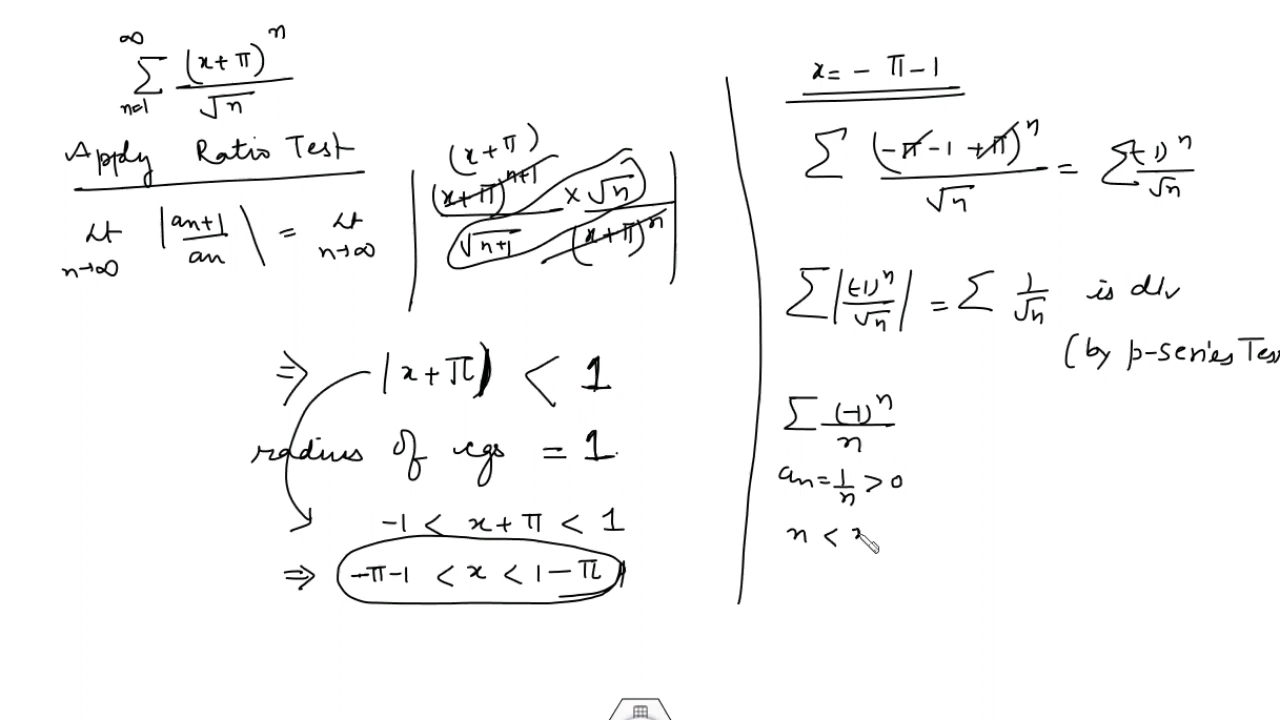 ∞
Σ (x+π)^n / √n
n=1
Apply Ratio Test
Lt n→∞ |an+1 / an| = Lt n→∞ | (x+π) (x+π)^n+1 / √n+1 × √n / (x+π)^n |
⇒ |x+π| < 1
radius of cgs = 1
⇒ -1 < x+π < 1
⇒ -π-1 < x < 1-π
x = -π-1
Σ (-π-1+π)^n / √n = Σ (-1)^n / √n
Σ |(-1)^n / √n| = Σ 1/√n is div
(by p-series Tes
Σ (-1)^n / n
an = 1/n > 0
n <